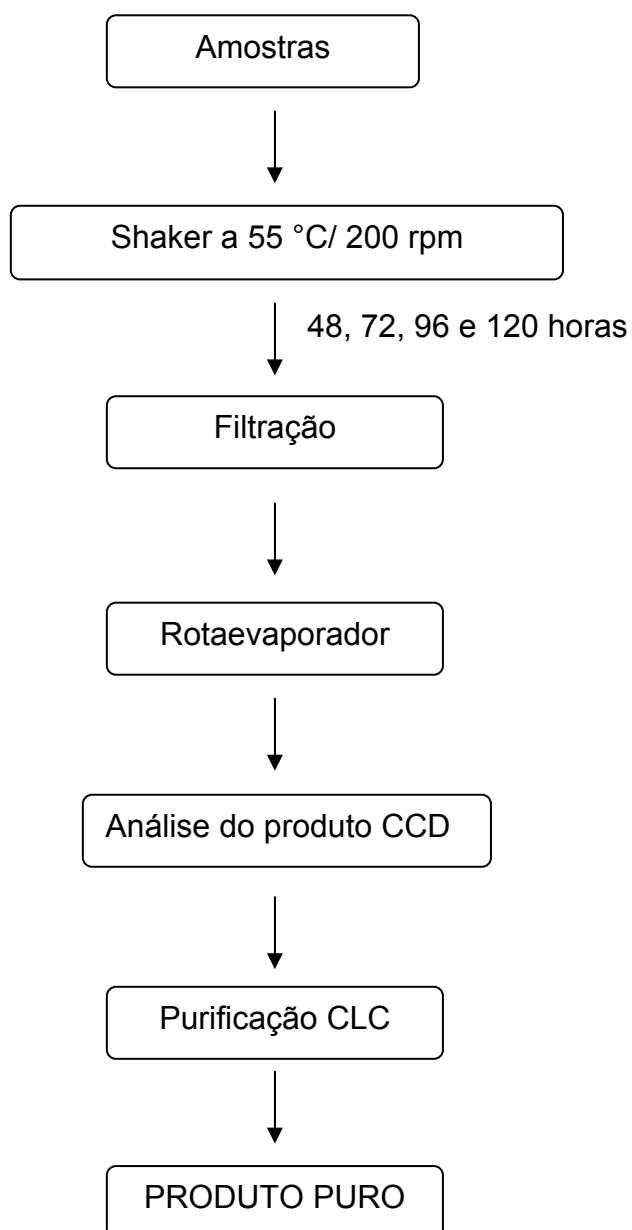 Amostras
Shaker a 55 °C/ 200 rpm
48, 72, 96 e 120 horas
Filtração
Rotaevaporador
Análise do produto CCD
Purificação CLC
PRODUTO PURO